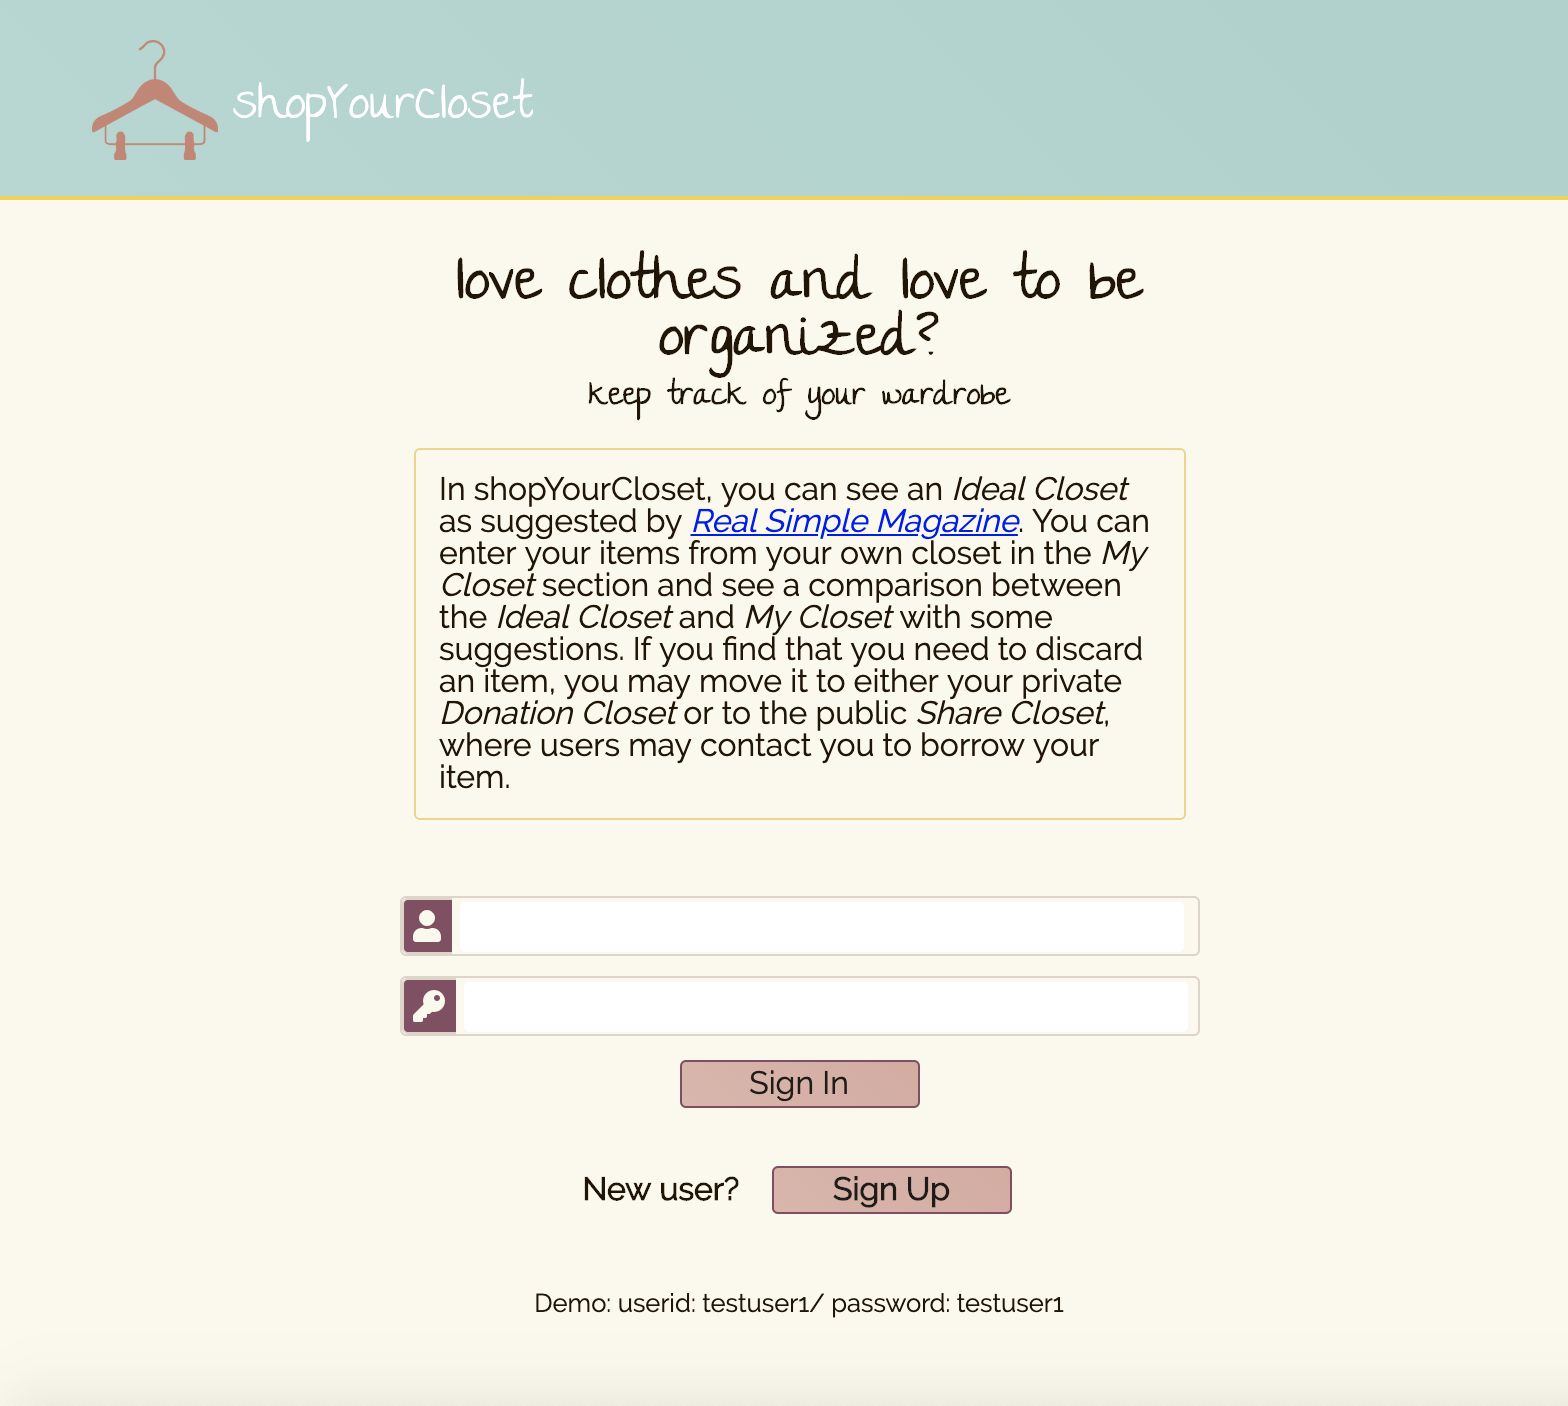 shopYourCloset
love clothes and love to be
organized?
keep track of your wardrobe
In shopYourCloset, you can see an Ideal Closet
as suggested by Real Simple Magazine. You can
enter your items from your own closet in the My
Closet section and see a comparison between
the Ideal Closet and My Closet with some
suggestions. If you find that you need to discard
an item, you may move it to either your private
Donation Closet or to the public Share Closet,
where users may contact you to borrow your
item.
Sign In
New user? Sign Up
Demo: userid: testuser1/ password: testuser1